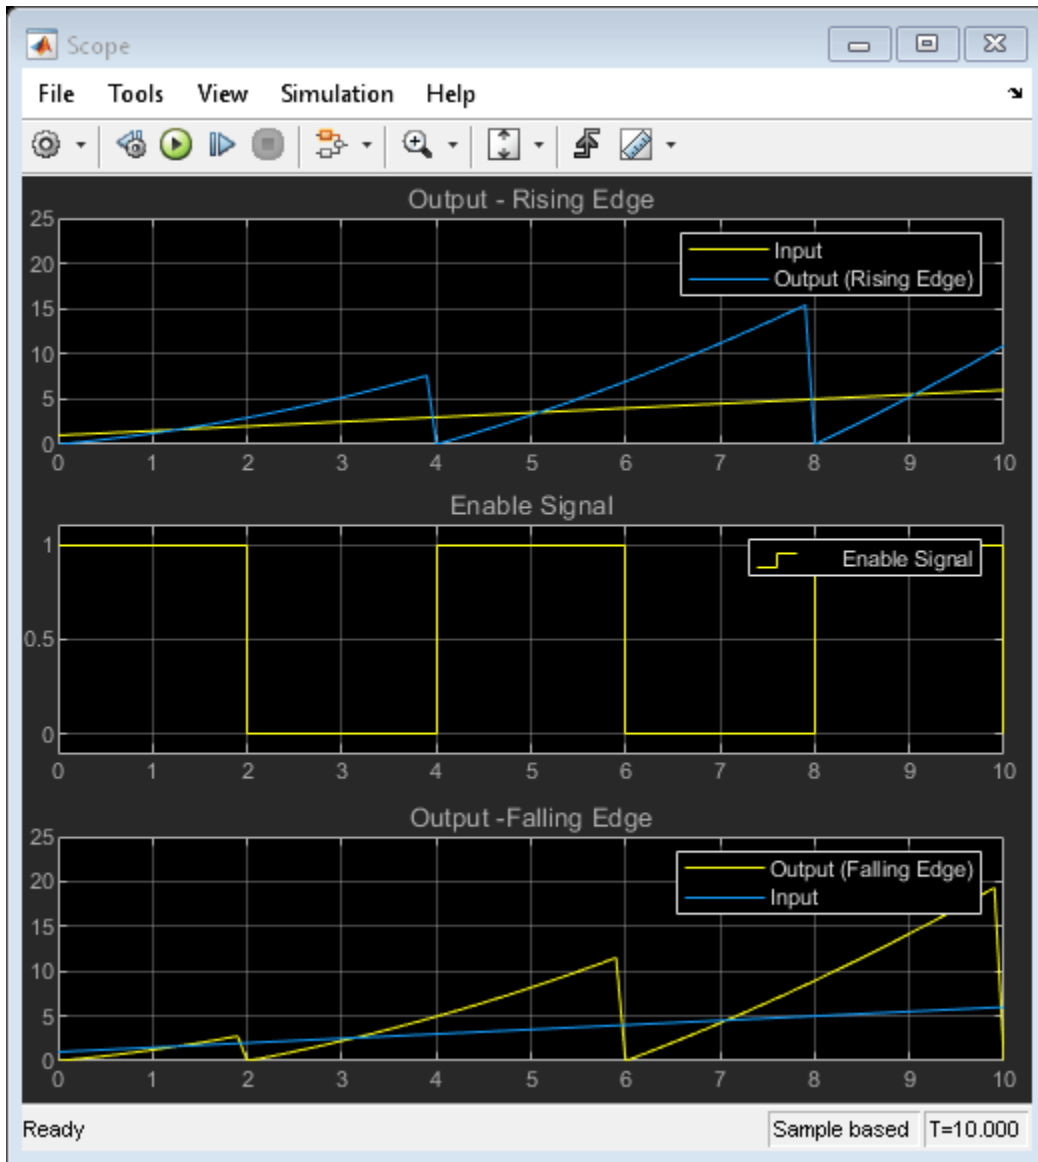 Scope
File Tools View Simulation Help
Output - Rising Edge
25
20
15
10
5
0
Input
Output (Rising Edge)
0 1 2 3 4 5 6 7 8 9 10
Enable Signal
1
0.5
0
Enable Signal
0 1 2 3 4 5 6 7 8 9 10
Output -Falling Edge
25
20
15
10
5
0
Output (Falling Edge)
Input
0 1 2 3 4 5 6 7 8 9 10
Ready Sample based T=10.000